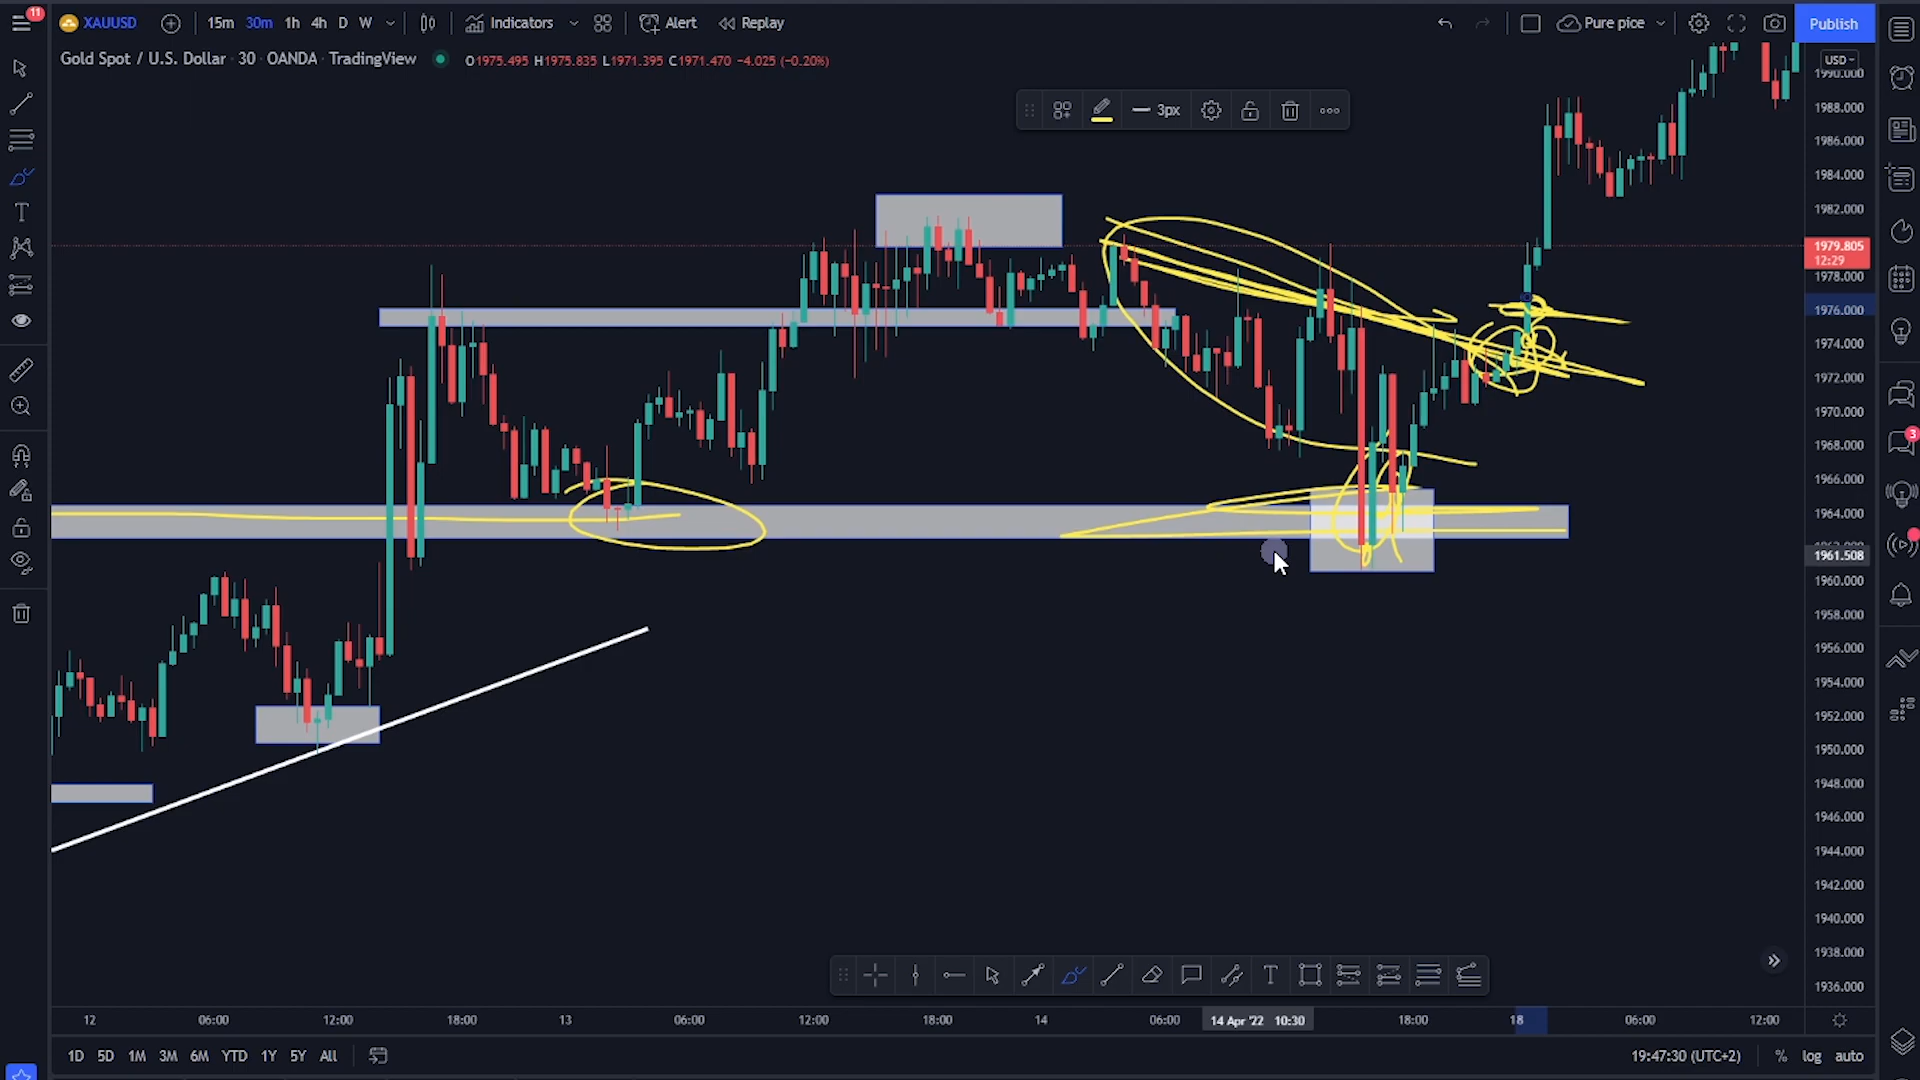 11
XAUUSD
15m 30m 1h 4h D W
Indicators
Alert
Replay
Pure pice
Publish
Gold Spot / U.S. Dollar · 30 · OANDA · TradingView
O1975.495 H1975.835 L1971.395 C1971.470 −4.025 (−0.20%)
3px
USD
1990.000
1988.000
1986.000
1984.000
1982.000
1979.805
12:29
1978.000
1976.000
1974.000
1972.000
1970.000
1968.000
1966.000
1964.000
1961.508
1960.000
1958.000
1956.000
1954.000
1952.000
1950.000
1948.000
1946.000
1944.000
1942.000
1940.000
1938.000
1936.000
3
12 06:00 12:00 18:00 13 06:00 12:00 18:00 14 06:00 14 Apr '22 10:30 18:00 18 06:00 12:00
1D 5D 1M 3M 6M YTD 1Y 5Y All
19:47:30 (UTC+2) % log auto